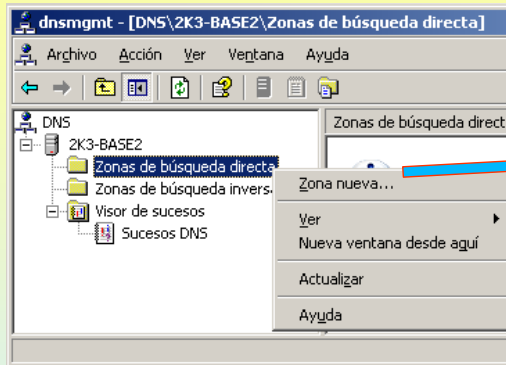 dnsmgmt - [DNS\2K3-BASE2\Zonas de búsqueda directa]
Archivo Acción Ver Ventana Ayuda
DNS
2K3-BASE2
Zonas de búsqueda directa
Zonas de búsqueda invers
Visor de sucesos
Sucesos DNS
Zonas de búsqueda direct
Zona nueva...
Ver
Nueva ventana desde aquí
Actualizar
Ayuda